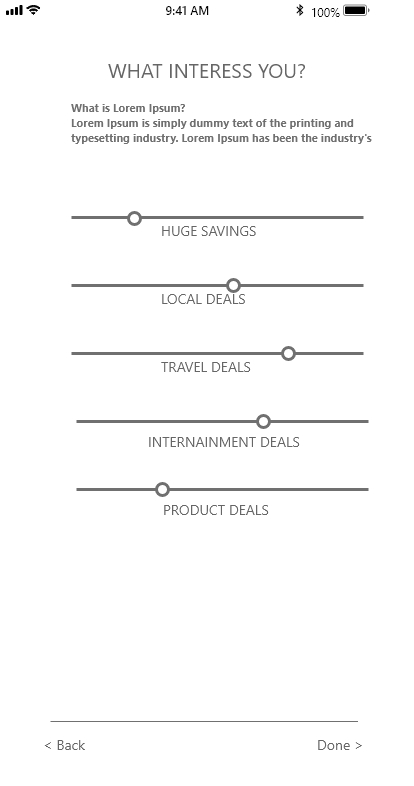 9:41 AM 100%
WHAT INTERESS YOU?
What is Lorem Ipsum?
Lorem Ipsum is simply dummy text of the printing and
typesetting industry. Lorem Ipsum has been the industry's
HUGE SAVINGS
LOCAL DEALS
TRAVEL DEALS
INTERNAINMENT DEALS
PRODUCT DEALS
< Back Done >